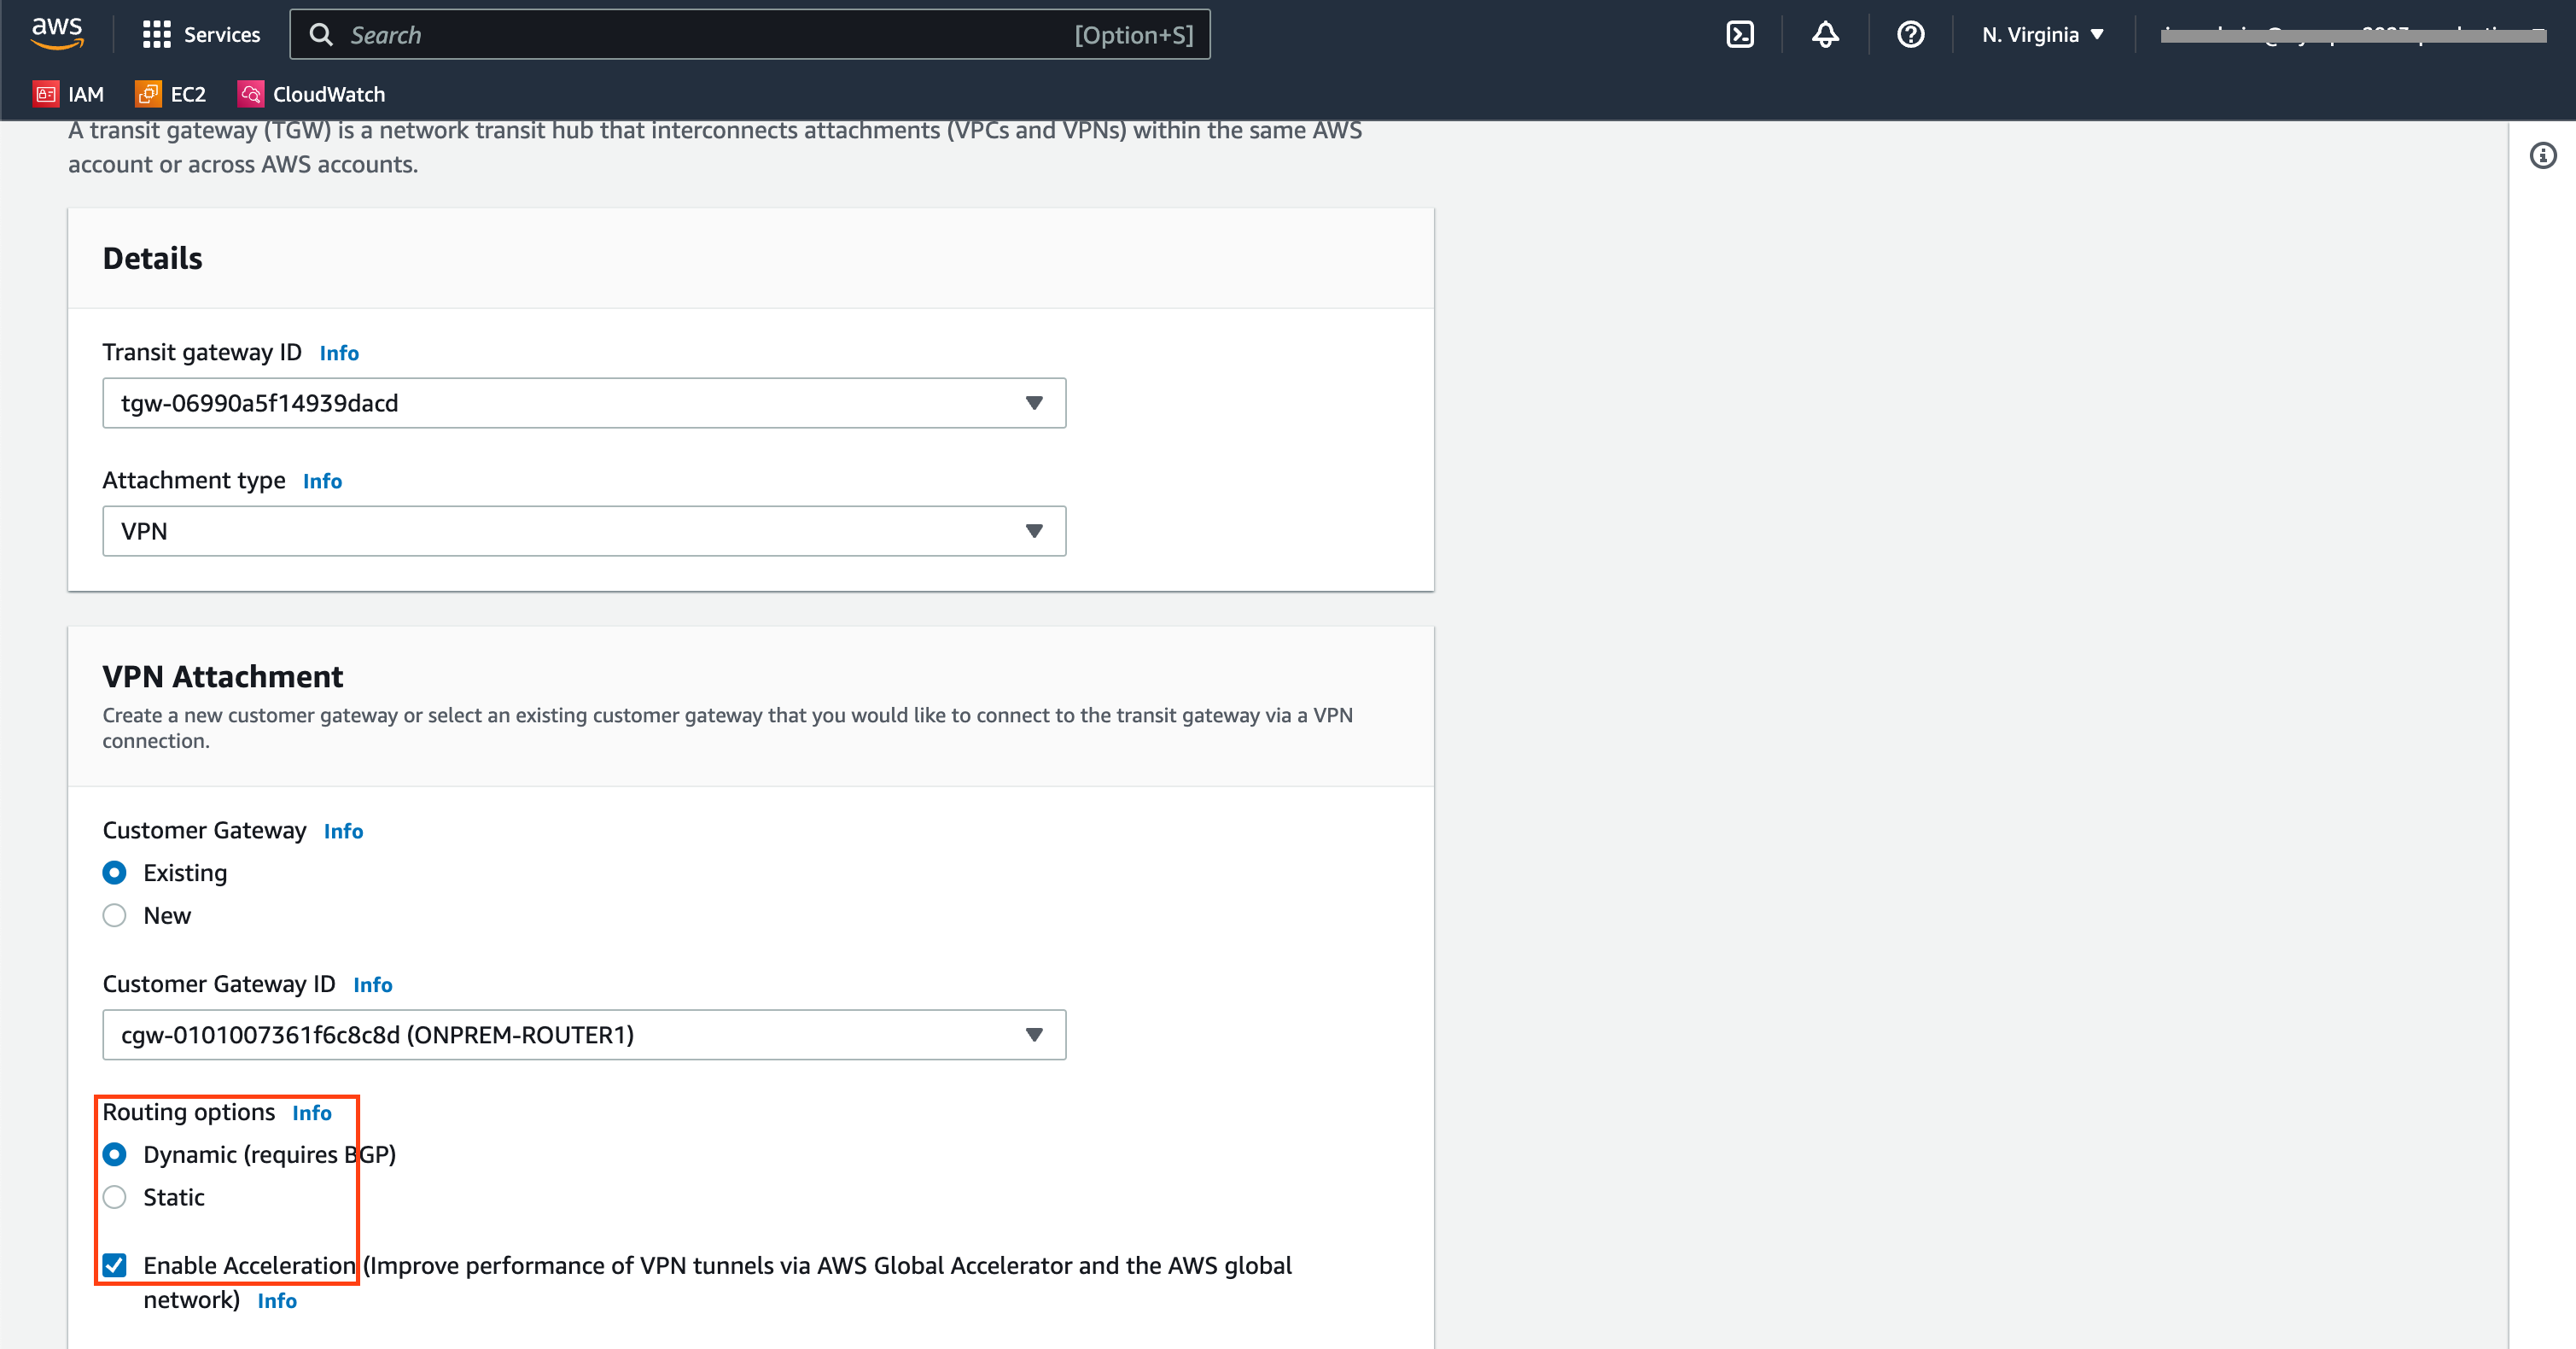 aws
Services
Search
[Option+S]
N. Virginia
IAM
EC2
CloudWatch
A transit gateway (TGW) is a network transit hub that interconnects attachments (VPCs and VPNs) within the same AWS
account or across AWS accounts.
Details
Transit gateway ID Info
tgw-06990a5f14939dacd
Attachment type Info
VPN
VPN Attachment
Create a new customer gateway or select an existing customer gateway that you would like to connect to the transit gateway via a VPN
connection.
Customer Gateway Info
Existing
New
Customer Gateway ID Info
cgw-0101007361f6c8c8d (ONPREM-ROUTER1)
Routing options Info
Dynamic (requires BGP)
Static
Enable Acceleration (Improve performance of VPN tunnels via AWS Global Accelerator and the AWS global
network) Info